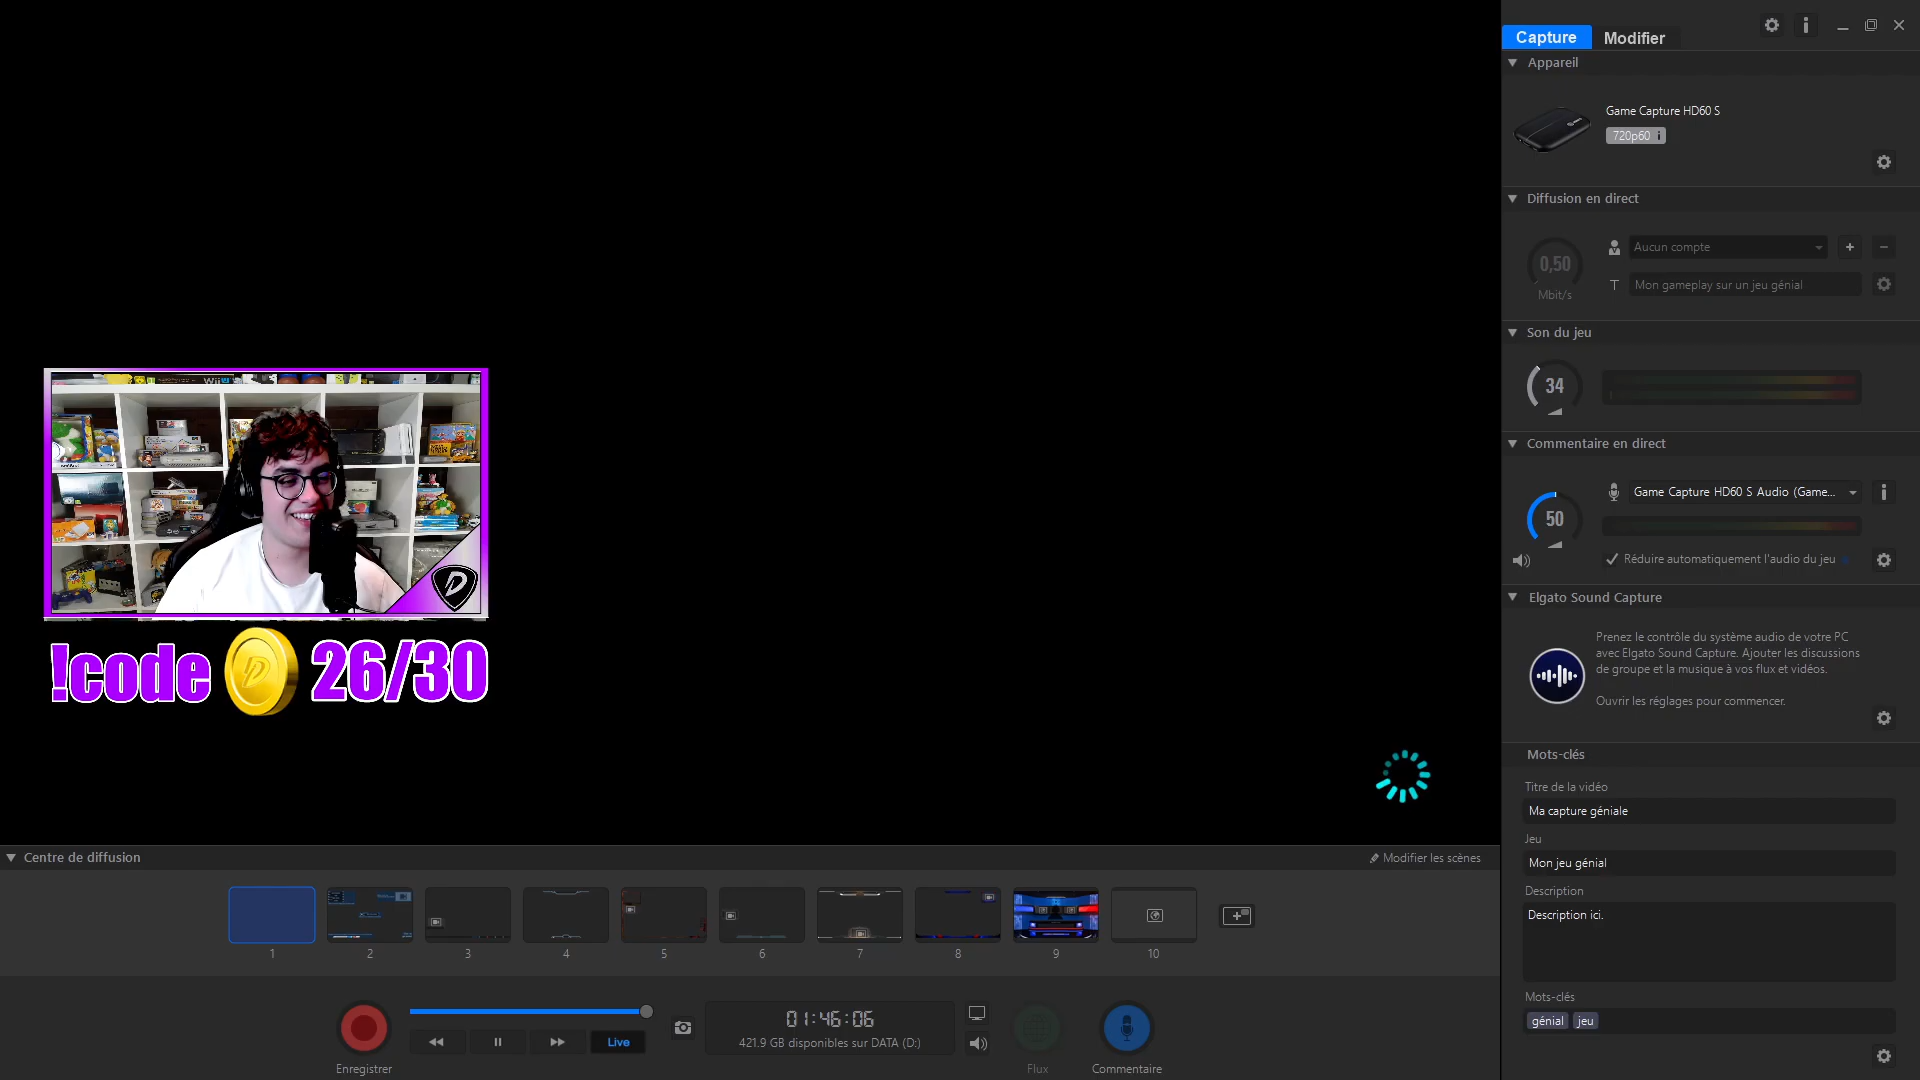 Capture
Modifier
Appareil
Game Capture HD60 S
720p60 i
Diffusion en direct
0,50
Mbit/s
Aucun compte
T
Mon gameplay sur un jeu génial
Son du jeu
34
Commentaire en direct
50
Game Capture HD60 S Audio (Game...
Réduire automatiquement l'audio du jeu
Elgato Sound Capture
Prenez le contrôle du système audio de votre PC
avec Elgato Sound Capture. Ajouter les discussions
de groupe et la musique à vos flux et vidéos.
Ouvrir les réglages pour commencer.
Mots-clés
Titre de la vidéo
Ma capture géniale
Jeu
Mon jeu génial
Description
Description ici.
Mots-clés
génial jeu
Wii U
!code D 26/30
Centre de diffusion
Modifier les scènes
1 2 3 4 5 6 7 8 9 10
Enregistrer
Live
01:46:06
421.9 GB disponibles sur DATA (D:)
Flux
Commentaire